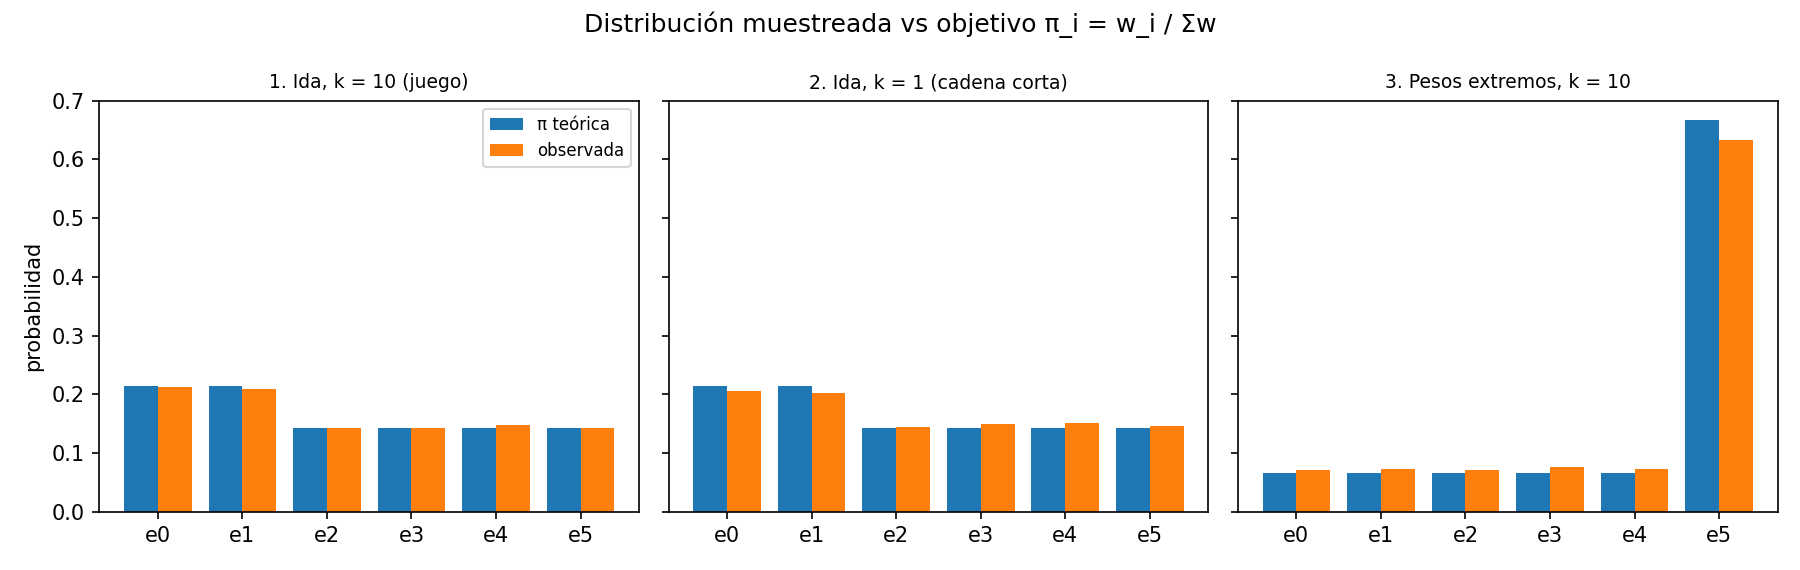 Distribución muestreada vs objetivo π_i = w_i / Σw
1. Ida, k = 10 (juego)
2. Ida, k = 1 (cadena corta)
3. Pesos extremos, k = 10
π teórica
observada
probabilidad
0.7
0.6
0.5
0.4
0.3
0.2
0.1
0.0
e0 e1 e2 e3 e4 e5
e0 e1 e2 e3 e4 e5
e0 e1 e2 e3 e4 e5